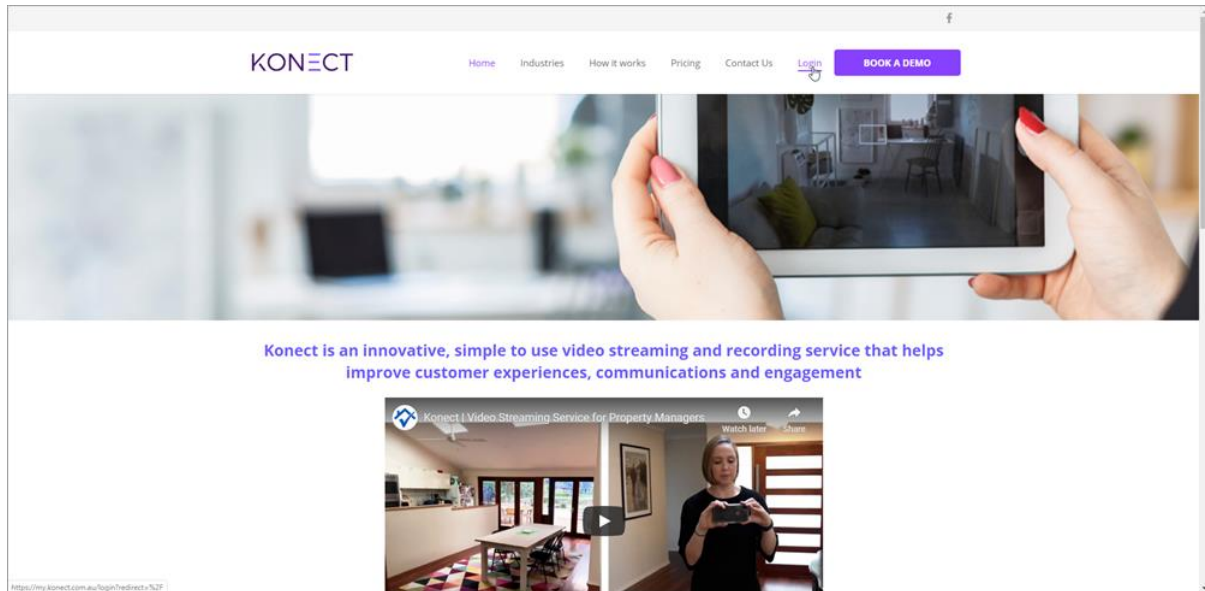 f
KONECT
Home Industries How it works Pricing Contact Us Login BOOK A DEMO
Konect is an innovative, simple to use video streaming and recording service that helps
improve customer experiences, communications and engagement
Konect | Video Streaming Service for Property Managers
Watch later Share
https://my.konect.com.au/login?redirect=%2F